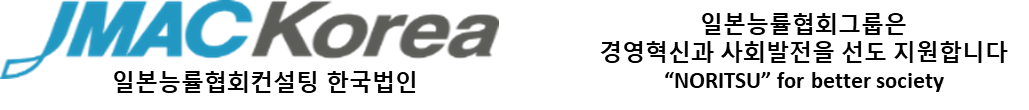 JMAC Korea
일본능률협회컨설팅 한국법인
일본능률협회그룹은
경영혁신과 사회발전을 선도 지원합니다
“NORITSU” for better society